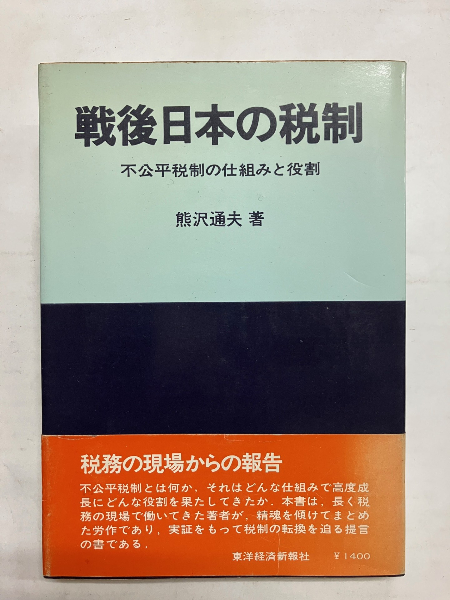 戦後日本の税制
不公平税制の仕組みと役割
熊沢通夫 著
税務の現場からの報告
不公平税制とは何か．それはどんな仕組みで高度成
長にどんな役割を果たしてきたか．本書は，長く税
務の現場で働いてきた著者が，精魂を傾けてまとめ
た労作であり，実証をもって税制の転換を迫る提言
の書である．
東洋経済新報社 ￥1400